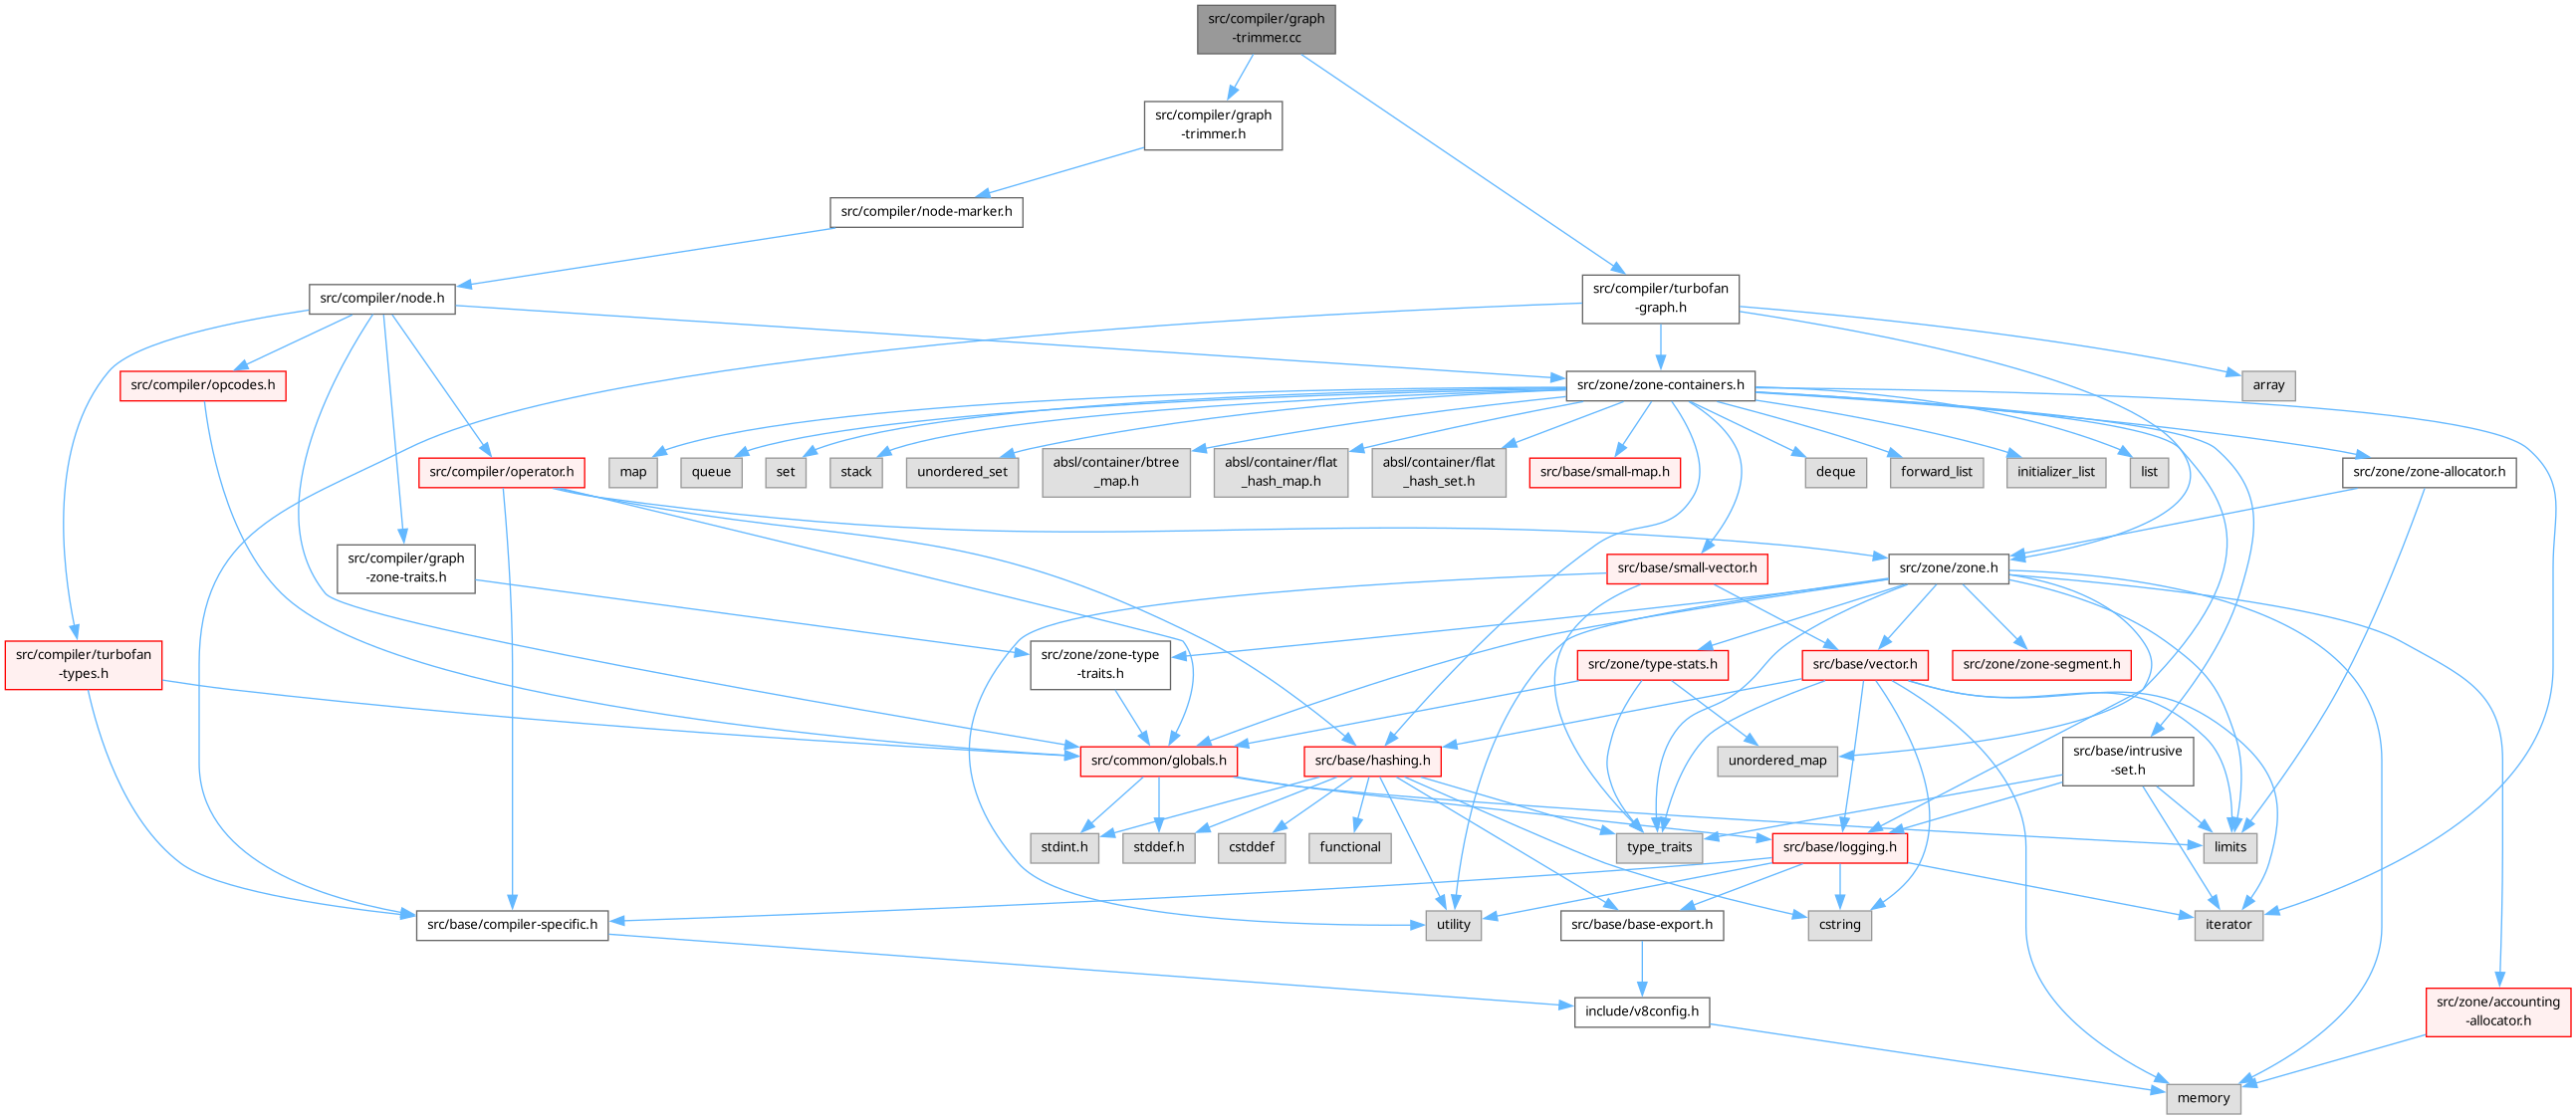 src/compiler/graph
-trimmer.cc
src/compiler/graph
-trimmer.h
src/compiler/node-marker.h
src/compiler/node.h
src/compiler/turbofan
-graph.h
src/compiler/opcodes.h
src/zone/zone-containers.h
array
src/compiler/operator.h
map
queue
set
stack
unordered_set
absl/container/btree
_map.h
absl/container/flat
_hash_map.h
absl/container/flat
_hash_set.h
src/base/small-map.h
deque
forward_list
initializer_list
list
src/zone/zone-allocator.h
src/compiler/graph
-zone-traits.h
src/base/small-vector.h
src/zone/zone.h
src/compiler/turbofan
-types.h
src/zone/zone-type
-traits.h
src/zone/type-stats.h
src/base/vector.h
src/zone/zone-segment.h
src/common/globals.h
src/base/hashing.h
unordered_map
src/base/intrusive
-set.h
stdint.h
stddef.h
cstddef
functional
type_traits
src/base/logging.h
limits
src/base/compiler-specific.h
utility
src/base/base-export.h
cstring
iterator
include/v8config.h
src/zone/accounting
-allocator.h
memory